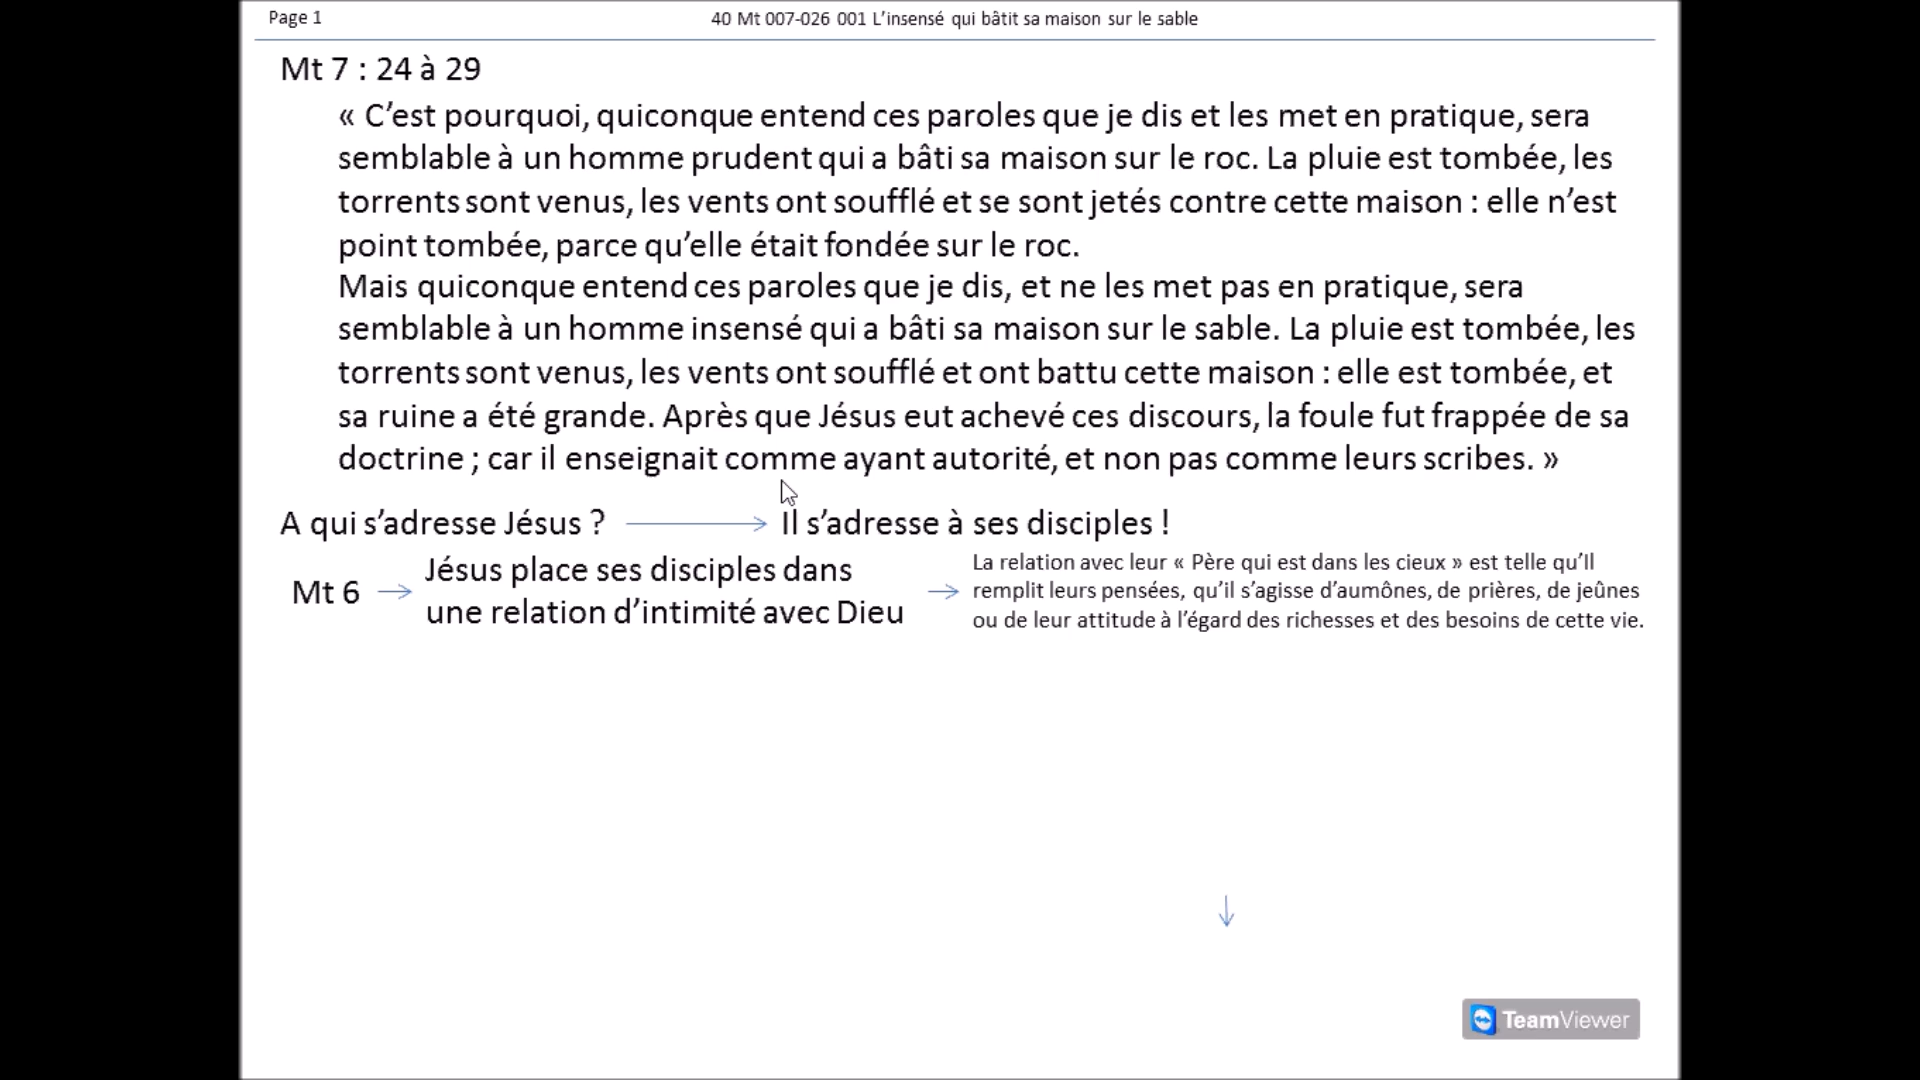 Page 1
40 Mt 007-026 001 L’insensé qui bâtit sa maison sur le sable
Mt 7 : 24 à 29
« C’est pourquoi, quiconque entend ces paroles que je dis et les met en pratique, sera
semblable à un homme prudent qui a bâti sa maison sur le roc. La pluie est tombée, les
torrents sont venus, les vents ont soufflé et se sont jetés contre cette maison : elle n’est
point tombée, parce qu’elle était fondée sur le roc.
Mais quiconque entend ces paroles que je dis, et ne les met pas en pratique, sera
semblable à un homme insensé qui a bâti sa maison sur le sable. La pluie est tombée, les
torrents sont venus, les vents ont soufflé et ont battu cette maison : elle est tombée, et
sa ruine a été grande. Après que Jésus eut achevé ces discours, la foule fut frappée de sa
doctrine ; car il enseignait comme ayant autorité, et non pas comme leurs scribes. »
A qui s’adresse Jésus ?
Il s’adresse à ses disciples !
Mt 6
Jésus place ses disciples dans
une relation d’intimité avec Dieu
La relation avec leur « Père qui est dans les cieux » est telle qu’Il
remplit leurs pensées, qu’il s’agisse d’aumônes, de prières, de jeûnes
ou de leur attitude à l’égard des richesses et des besoins de cette vie.
TeamViewer